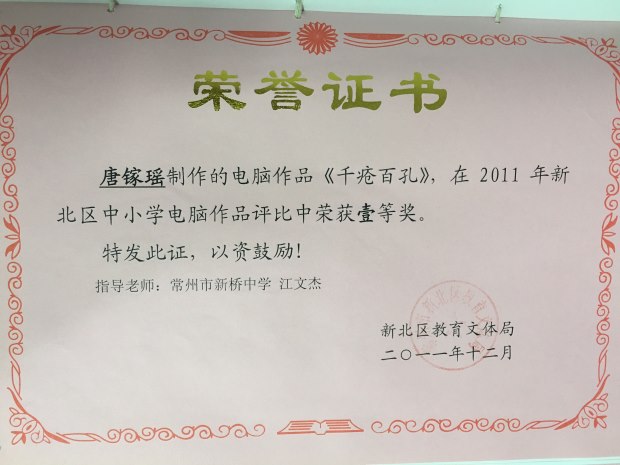 荣誉证书
唐镓瑶制作的电脑作品《千疮百孔》，在 2011 年新
北区中小学电脑作品评比中荣获壹等奖。
特发此证，以资鼓励！
指导老师：常州市新桥中学 江文杰
新北区教育文体局
二〇一一年十二月